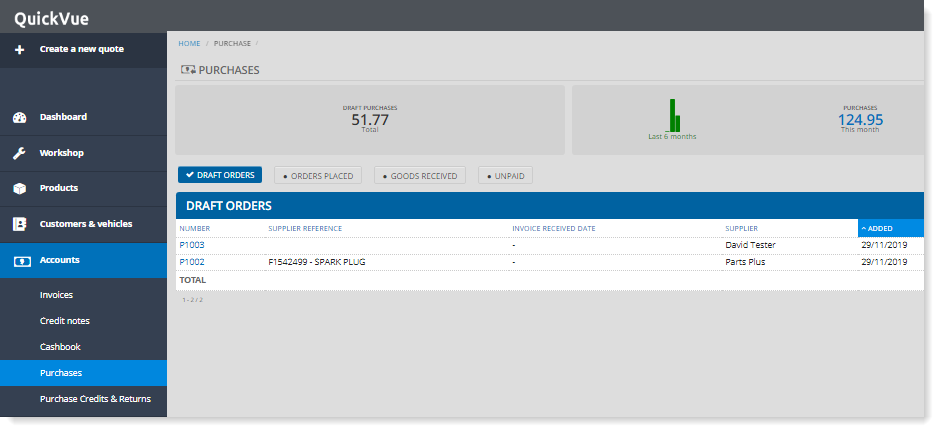 QuickVue
Create a new quote
Dashboard
Workshop
Products
Customers & vehicles
Accounts
Invoices
Credit notes
Cashbook
Purchases
Purchase Credits & Returns
HOME / PURCHASE /
PURCHASES
DRAFT PURCHASES
51.77
Total
Last 6 months
PURCHASES
124.95
This month
DRAFT ORDERS
ORDERS PLACED
GOODS RECEIVED
UNPAID
DRAFT ORDERS
NUMBER SUPPLIER REFERENCE INVOICE RECEIVED DATE SUPPLIER ADDED
P1003 - David Tester 29/11/2019
P1002 F1542499 - SPARK PLUG - Parts Plus 29/11/2019
TOTAL
1 - 2 / 2